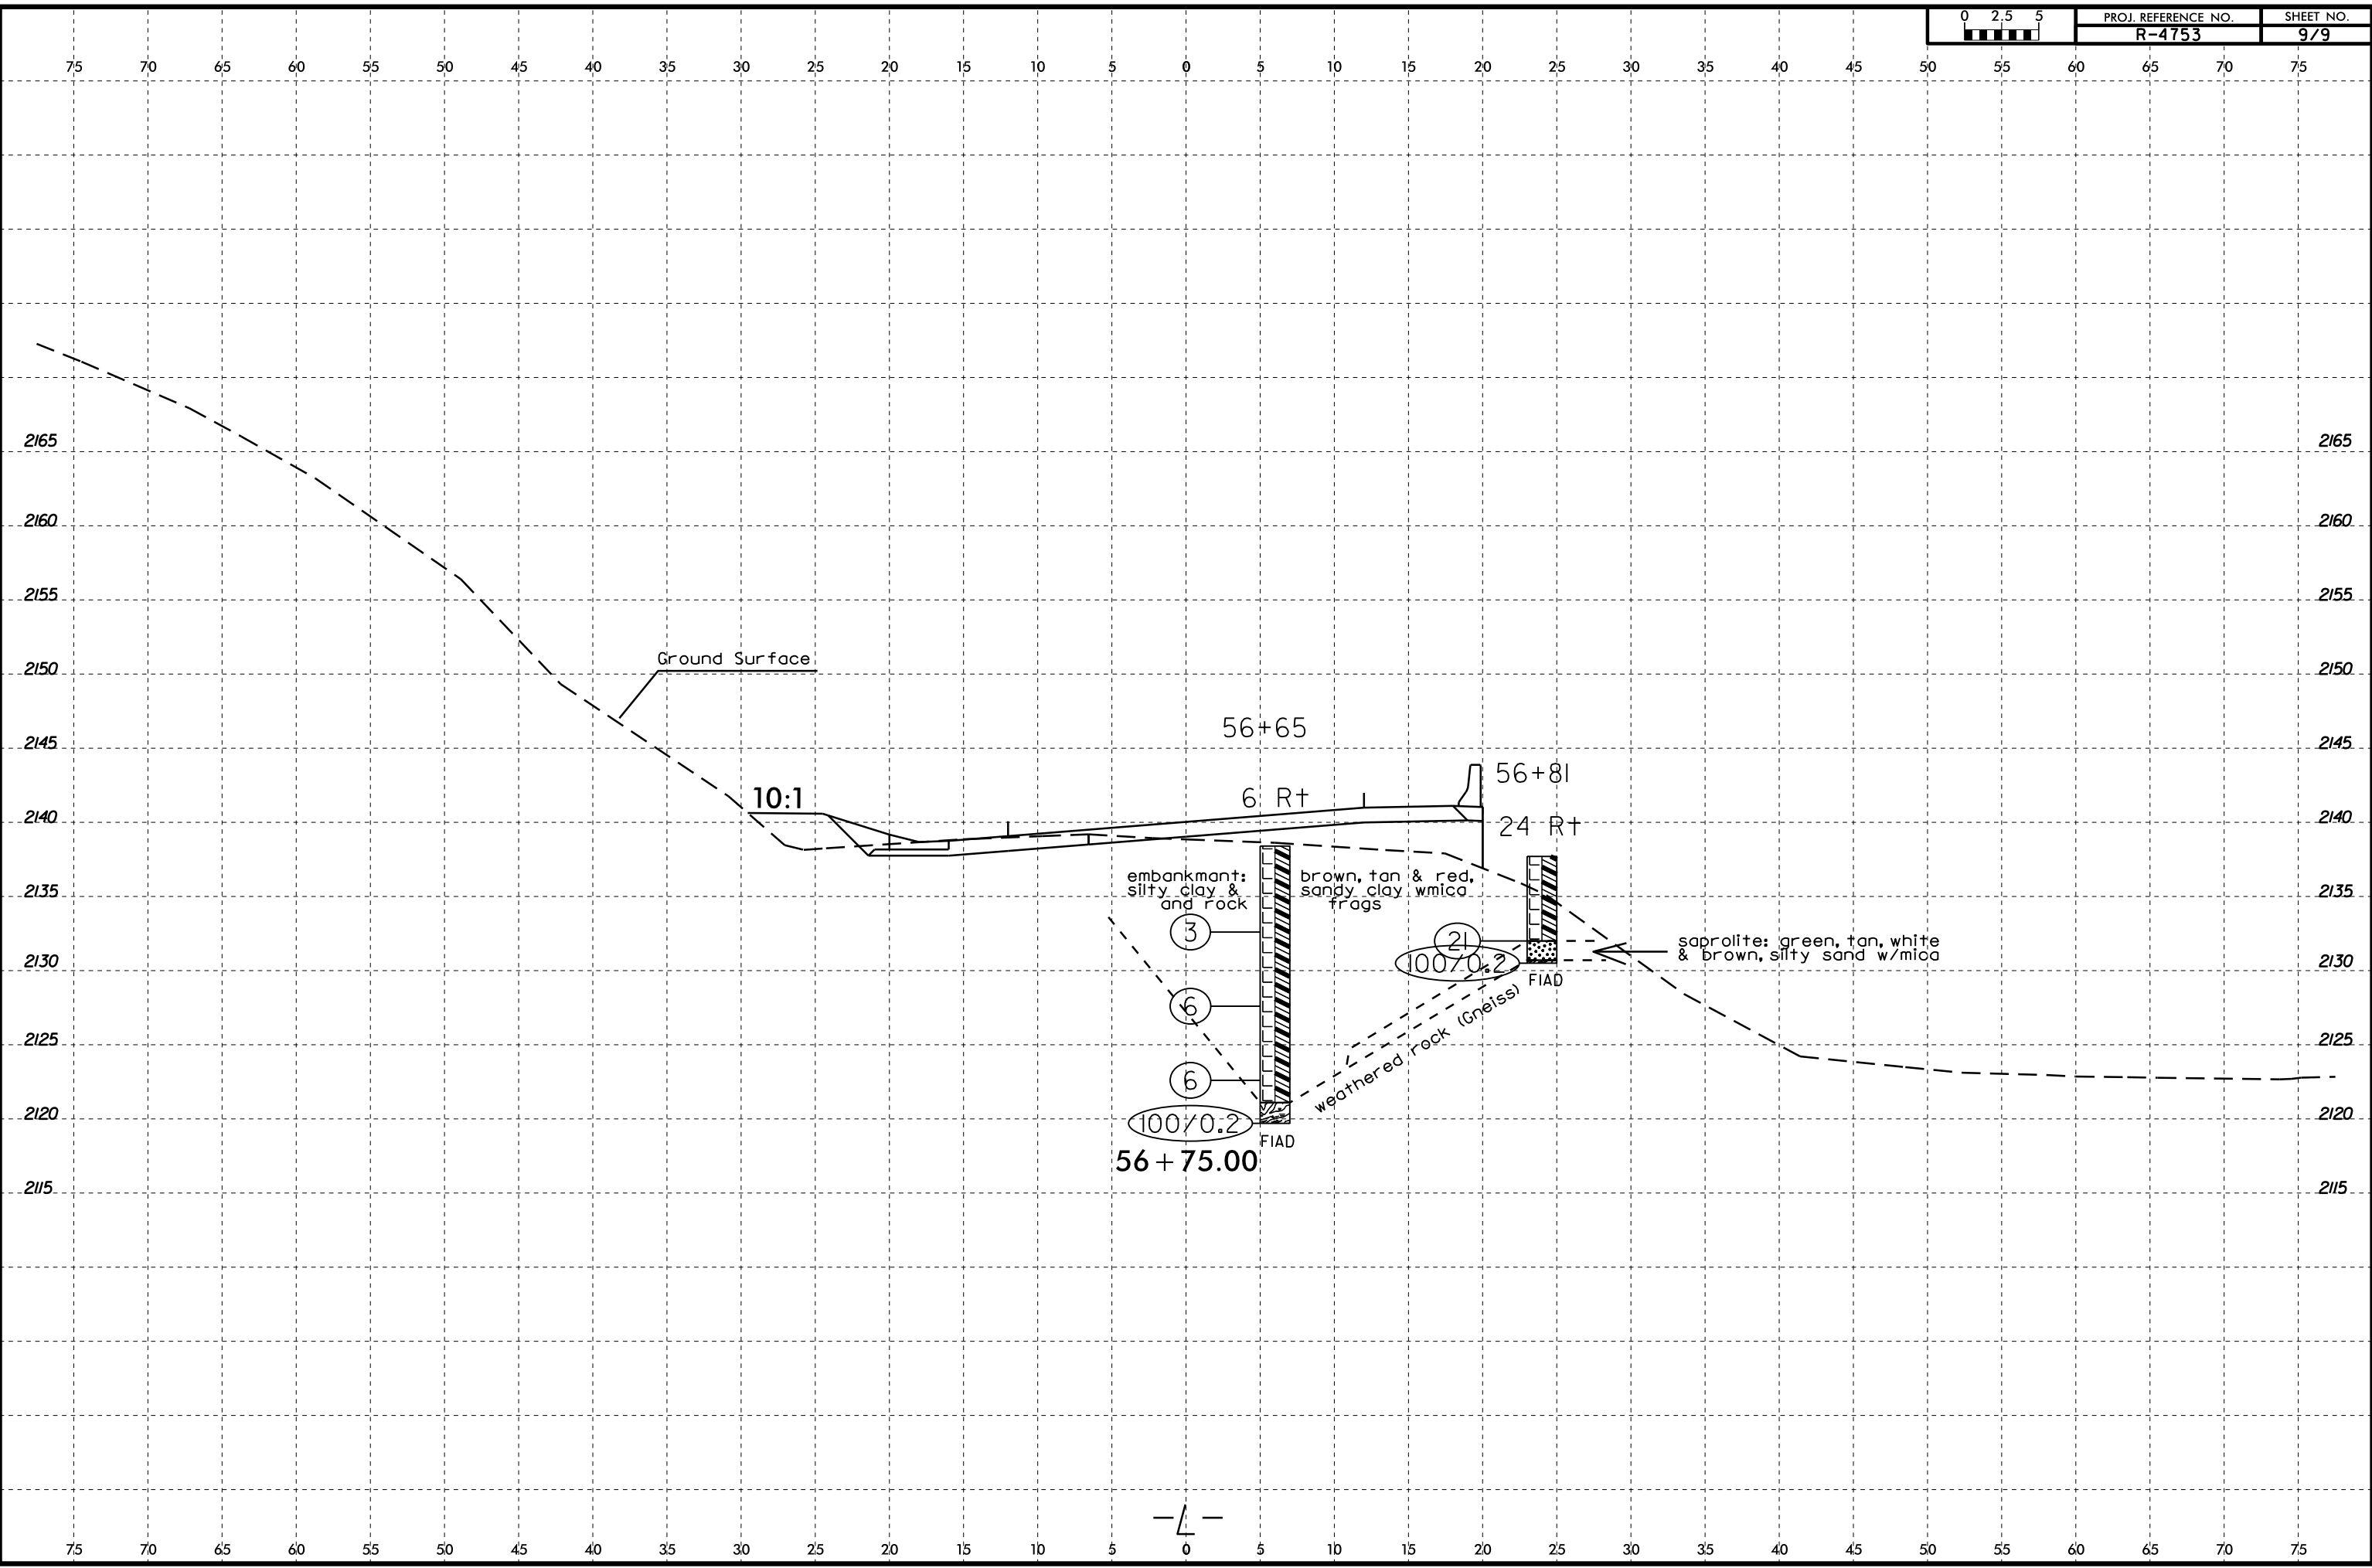 0 2.5 5
PROJ. REFERENCE NO.
SHEET NO.
R-4753
9/9
75 70 65 60 55 50 45 40 35 30 25 20 15 10 5 0 5 10 15 20 25 30 35 40 45 50 55 60 65 70 75
2165 2165
2160 2160
2155 2155
2150 2150
Ground Surface
2145 2145
56+65
56+81
10:1
6 Rt
2140 2140
24 Rt
2135 2135
embankmant:
silty clay &
and rock
brown, tan & red,
sandy clay wmica
frags
3
21
100/0.2
saprolite: green, tan, white
& brown, silty sand w/mica
2130 2130
FIAD
6
weathered rock (Gneiss)
2125 2125
6
2120 2120
100/0.2
FIAD
56+75.00
2115 2115
-L-
75 70 65 60 55 50 45 40 35 30 25 20 15 10 5 0 5 10 15 20 25 30 35 40 45 50 55 60 65 70 75